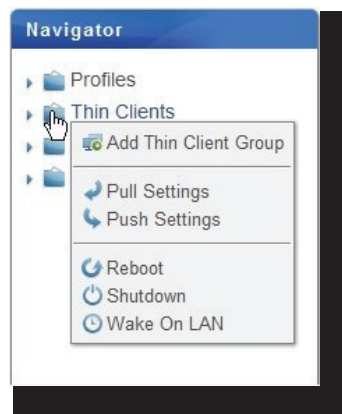 Navigator
Profiles
Thin Clients
Add Thin Client Group
Pull Settings
Push Settings
Reboot
Shutdown
Wake On LAN